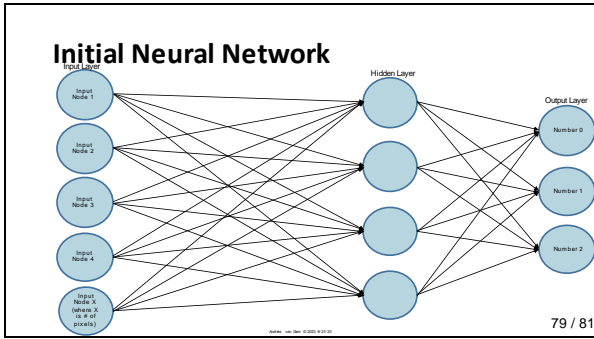 Initial Neural Network
Input Layer
Hidden Layer
Output Layer
Input
Node 1
Input
Node 2
Input
Node 3
Input
Node 4
Input
Node X
(where X
is # of
pixels)
Number 0
Number 1
Number 2
79 / 81